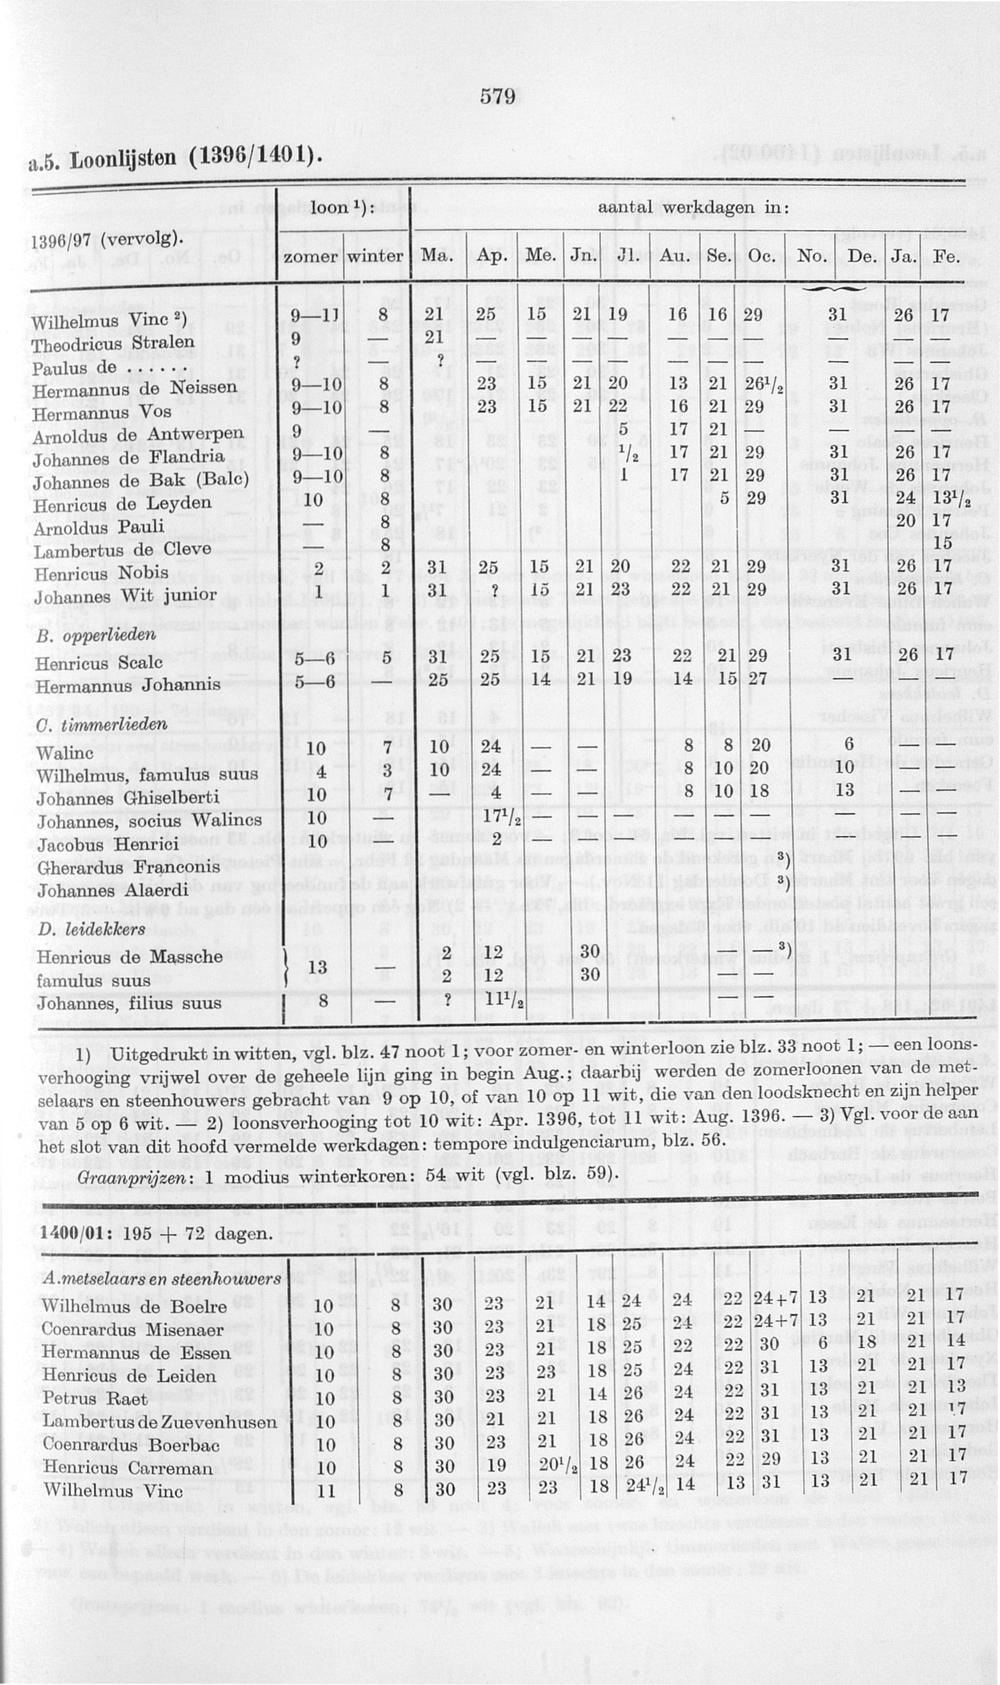 579
a.5. Loonlijsten (1396/1401).
loon ¹): aantal werkdagen in:
1396/97 (vervolg).
zomer winter Ma. Ap. Me. Jn. Jl. Au. Se. Oc. No. De. Ja. Fe.
Wilhelmus Vinc ²) 9—11 8 21 25 15 21 19 16 16 29 31 26 17
Theodricus Stralen 9 — 21 — — — — — — — — — —
Paulus de ...... ? — ? — — — — — — — — — —
Hermannus de Neissen 9—10 8 23 15 21 20 13 21 26¹/₂ 31 26 17
Hermannus Vos 9—10 8 23 15 21 22 16 21 29 31 26 17
Arnoldus de Antwerpen 9 — 5 17 21 — — — —
Johannes de Flandria 9—10 8 ¹/₂ 17 21 29 31 26 17
Johannes de Bak (Balc) 9—10 8 1 17 21 29 31 26 17
Henricus de Leyden 10 8 5 29 31 24 13¹/₂
Arnoldus Pauli — 8 20 17
Lambertus de Cleve — 8 15
Henricus Nobis 2 2 31 25 15 21 20 22 21 29 31 26 17
Johannes Wit junior 1 1 31 ? 15 21 23 22 21 29 31 26 17
B. opperlieden
Henricus Scalc 5—6 5 31 25 15 21 23 22 21 29 31 26 17
Hermannus Johannis 5—6 — 25 25 14 21 19 14 15 27 — — —
C. timmerlieden
Walinc 10 7 10 24 — — 8 8 20 6 — —
Wilhelmus, famulus suus 4 3 10 24 — — 8 10 20 10 — —
Johannes Ghiselberti 10 7 — 4 — — 8 10 18 13 — —
Johannes, socius Walincs 10 — 17¹/₂ — — — — — — — — —
Jacobus Henrici 10 — 2 — — — — — — — — —
Gherardus Franconis ³)
Johannes Alaerdi ³)
D. leidekkers
Henricus de Massche } 13 — 2 12 30 — — ³)
famulus suus 2 12 30 — —
Johannes, filius suus 8 — ? 11¹/₂ — —
1) Uitgedrukt in witten, vgl. blz. 47 noot 1; voor zomer- en winterloon zie blz. 33 noot 1; — een loons-
verhooging vrijwel over de geheele lijn ging in begin Aug.; daarbij werden de zomerloonen van de met-
selaars en steenhouwers gebracht van 9 op 10, of van 10 op 11 wit, die van den loodsknecht en zijn helper
van 5 op 6 wit. — 2) loonsverhooging tot 10 wit: Apr. 1396, tot 11 wit: Aug. 1396. — 3) Vgl. voor de aan
het slot van dit hoofd vermelde werkdagen: tempore indulgenciarum, blz. 56.
Graanprijzen: 1 modius winterkoren: 54 wit (vgl. blz. 59).
1400/01: 195 + 72 dagen.
A. metselaars en steenhouwers
Wilhelmus de Boelre 10 8 30 23 21 14 24 24 22 24+7 13 21 21 17
Coenrardus Misenaer 10 8 30 23 21 18 25 24 22 24+7 13 21 21 17
Hermannus de Essen 10 8 30 23 21 18 25 22 22 30 6 18 21 14
Henricus de Leiden 10 8 30 23 23 18 25 24 22 31 13 21 21 17
Petrus Raet 10 8 30 23 21 14 26 24 22 31 13 21 21 13
Lambertus de Zuevenhusen 10 8 30 21 21 18 26 24 22 31 13 21 21 17
Coenrardus Boerbac 10 8 30 23 21 18 26 24 22 31 13 21 21 17
Henricus Carreman 10 8 30 19 20¹/₂ 18 26 24 22 29 13 21 21 17
Wilhelmus Vinc 11 8 30 23 23 18 24¹/₂ 14 13 31 13 21 21 17